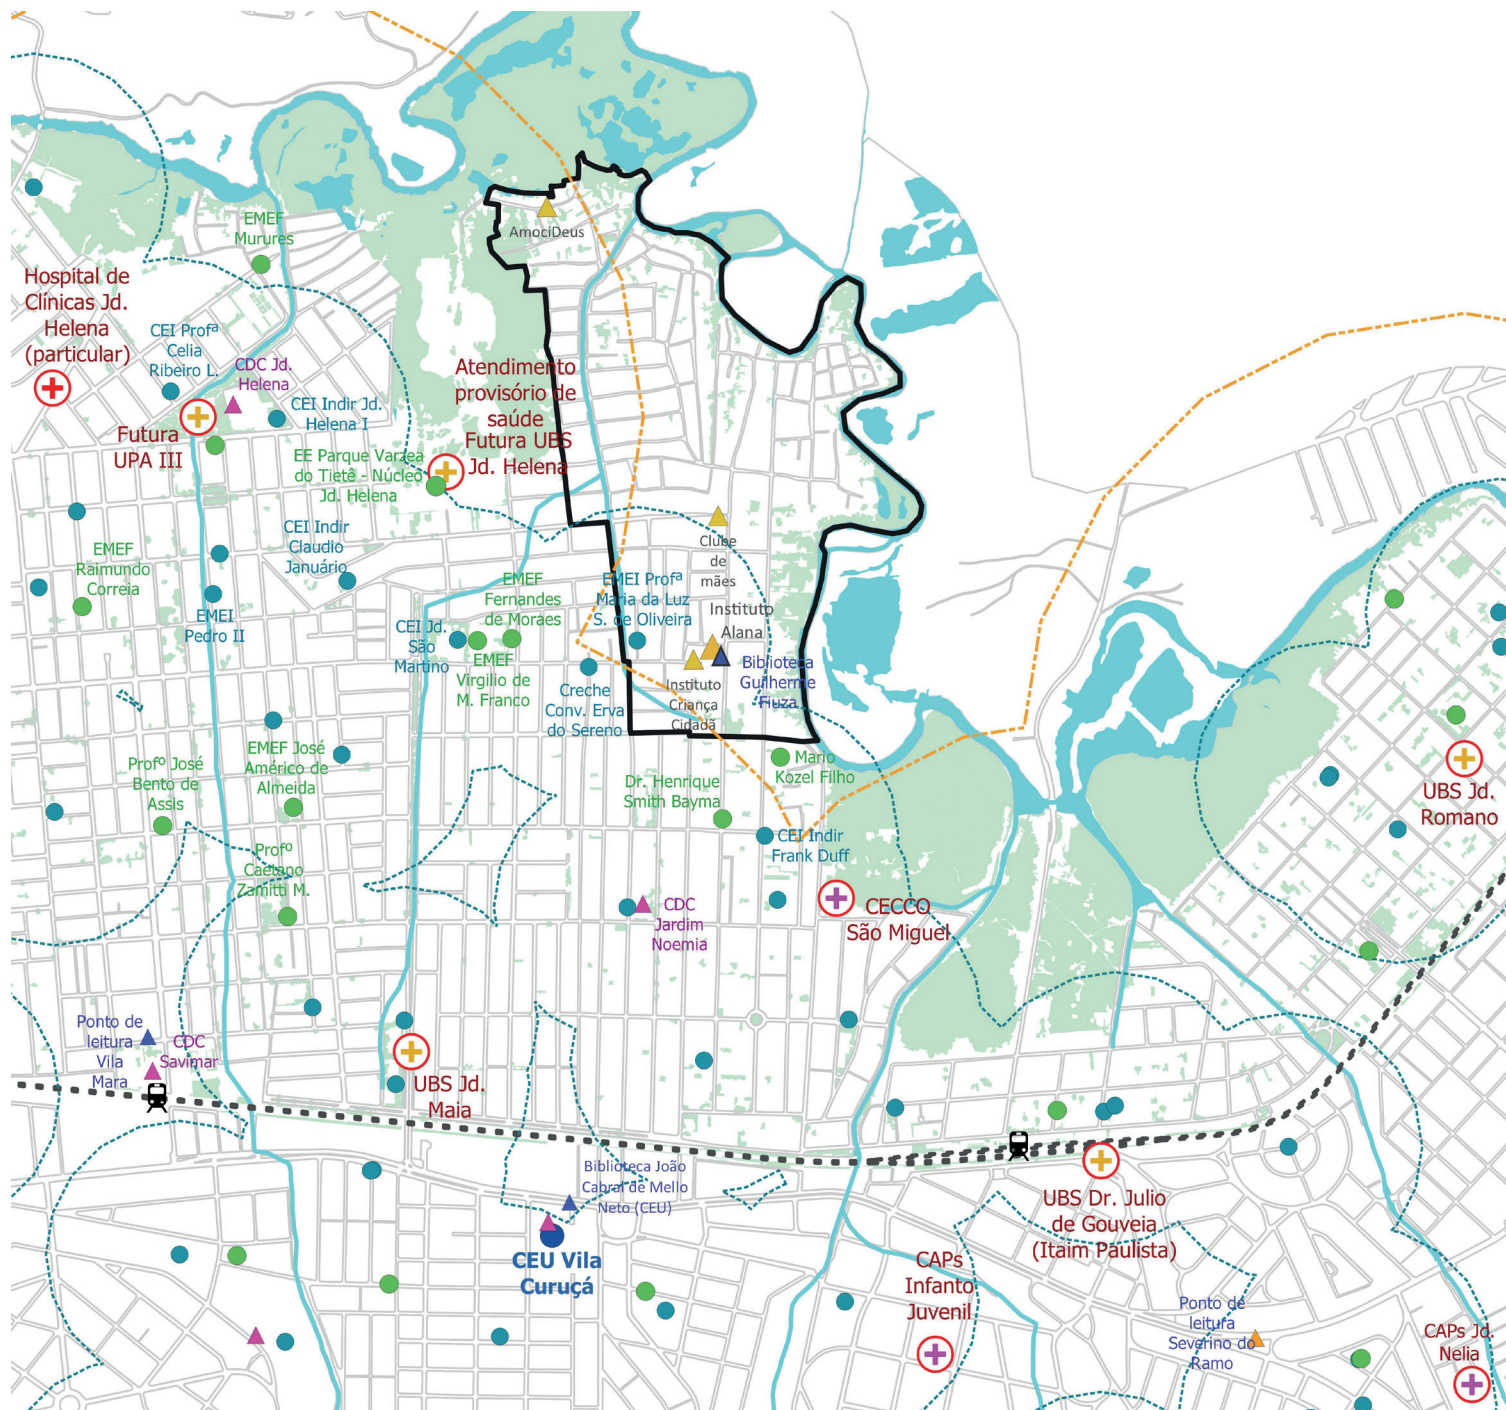 AmociDeus
EMEF
Murures
Hospital de
Clínicas Jd.
Helena
(particular)
CEI Profª
Celia
Ribeiro L.
CDC Jd.
Helena
CEI Indir Jd.
Helena I
Futura
UPA III
Atendimento
provisório de
saúde
Futura UBS
Jd. Helena
EE Parque Varzea
do Tietê - Núcleo
Jd. Helena
CEI Indir
Claudio
Januário
EMEF
Raimundo
Correia
EMEI
Pedro II
EMEF
Fernandes
de Moraes
CEI Jd.
São
Martino
EMEF
Virgilio de
M. Franco
EMEI Profª
Maria da Luz
S. de Oliveira
Clube
de
mães
Instituto
Alana
Creche
Conv. Erva
do Sereno
Instituto
Criança
Cidadã
Biblioteca
Guilherme
Fiuza
Profº José
Bento de
Assis
EMEF José
Américo de
Almeida
Mario
Kozel Filho
Dr. Henrique
Smith Bayma
UBS Jd.
Romano
Profº
Caetano
Zamitti M.
CEI Indir
Frank Duff
CDC
Jardim
Noemia
CECCO
São Miguel
Ponto de
leitura
Vila
Mara
CDC
Savimar
UBS Jd.
Maia
Biblioteca João
Cabral de Mello
Neto (CEU)
CEU Vila
Curuçá
UBS Dr. Julio
de Gouveia
(Itaim Paulista)
CAPs
Infanto
Juvenil
Ponto de
leitura
Severino do
Ramo
CAPs Jd.
Nelia